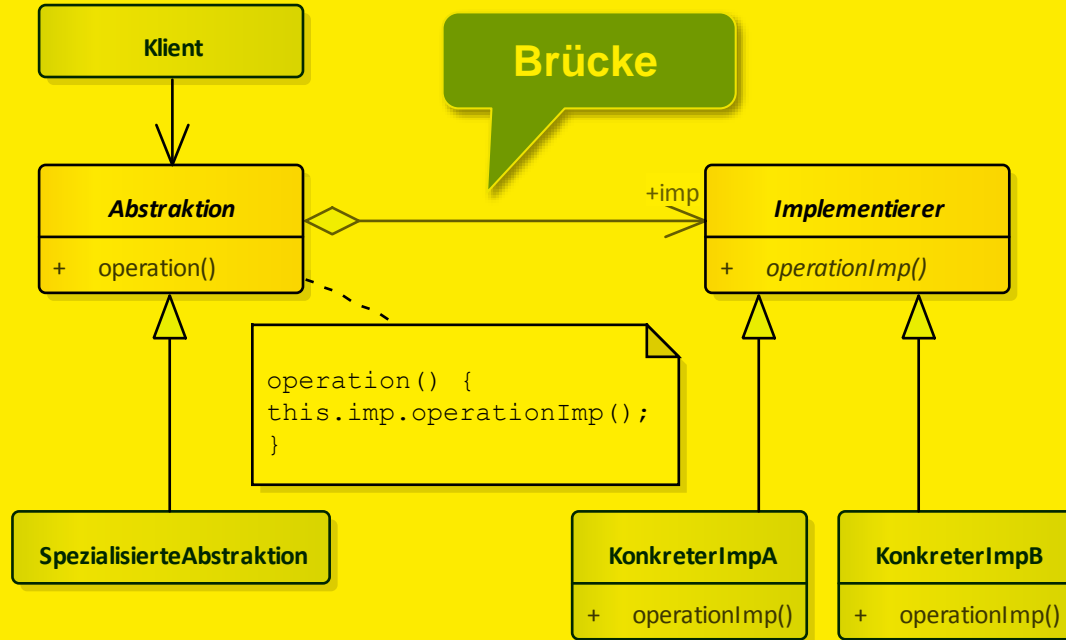 Klient
Brücke
Abstraktion
+ operation()
+imp
Implementierer
+ operationImp()
operation() {
this.imp.operationImp();
}
SpezialisierteAbstraktion
KonkreterImpA
+ operationImp()
KonkreterImpB
+ operationImp()